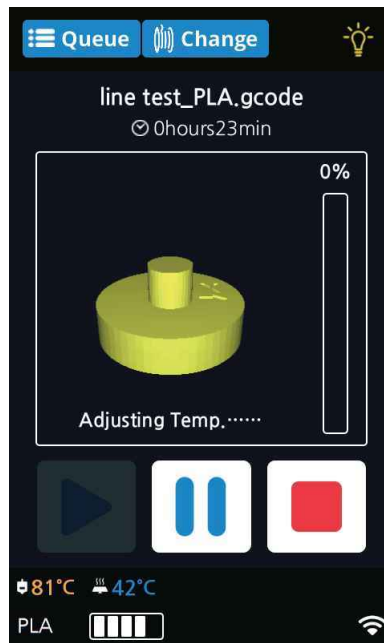 Queue Change
line test_PLA.gcode
0hours23min
0%
Adjusting Temp.⋯⋯
81°C 42°C
PLA